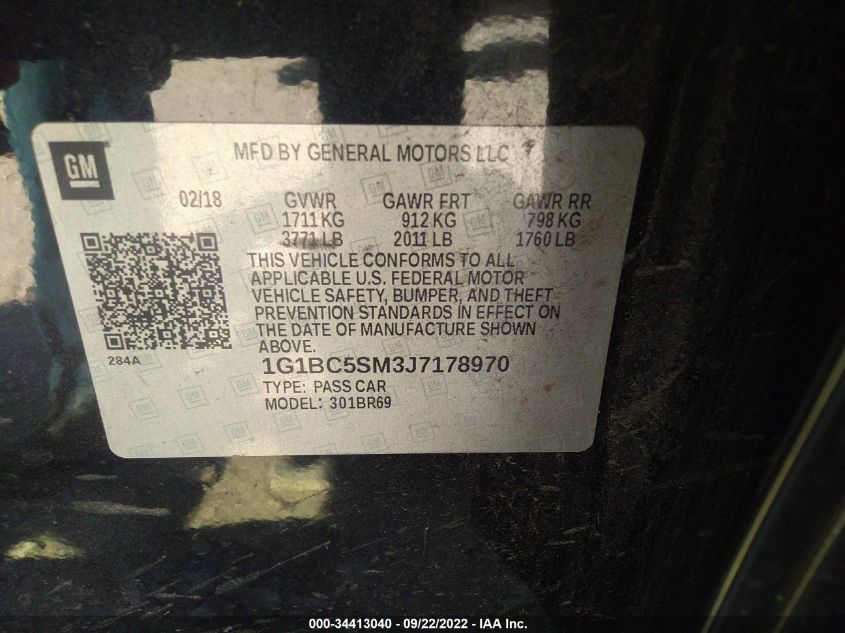 GM
MFD BY GENERAL MOTORS LLC
02/18 GVWR GAWR FRT GAWR RR
1711 KG 912 KG 798 KG
3771 LB 2011 LB 1760 LB
THIS VEHICLE CONFORMS TO ALL
APPLICABLE U.S. FEDERAL MOTOR
VEHICLE SAFETY, BUMPER, AND THEFT
PREVENTION STANDARDS IN EFFECT ON
THE DATE OF MANUFACTURE SHOWN
ABOVE.
284A
1G1BC5SM3J7178970
TYPE: PASS CAR
MODEL: 301BR69
000-34413040 - 09/22/2022 - IAA Inc.